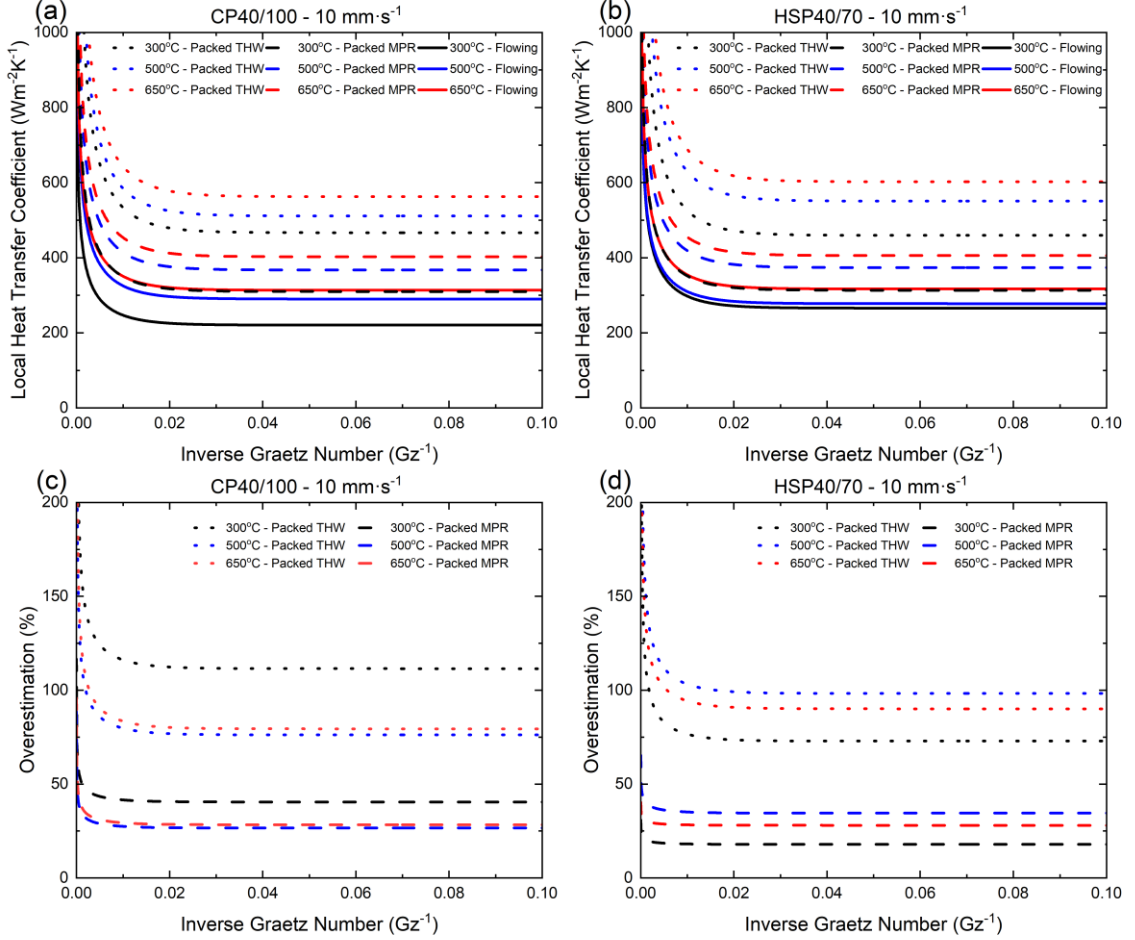 (a) CP40/100 - 10 mm·s⁻¹
300°C - Packed THW 300°C - Packed MPR 300°C - Flowing
500°C - Packed THW 500°C - Packed MPR 500°C - Flowing
650°C - Packed THW 650°C - Packed MPR 650°C - Flowing
Local Heat Transfer Coefficient (Wm⁻²K⁻¹)
1000
800
600
400
200
0
0.00 0.02 0.04 0.06 0.08 0.10
Inverse Graetz Number (Gz⁻¹)
(b) HSP40/70 - 10 mm·s⁻¹
300°C - Packed THW 300°C - Packed MPR 300°C - Flowing
500°C - Packed THW 500°C - Packed MPR 500°C - Flowing
650°C - Packed THW 650°C - Packed MPR 650°C - Flowing
Local Heat Transfer Coefficient (Wm⁻²K⁻¹)
1000
800
600
400
200
0
0.00 0.02 0.04 0.06 0.08 0.10
Inverse Graetz Number (Gz⁻¹)
(c) CP40/100 - 10 mm·s⁻¹
300°C - Packed THW 300°C - Packed MPR
500°C - Packed THW 500°C - Packed MPR
650°C - Packed THW 650°C - Packed MPR
Overestimation (%)
200
150
100
50
0
0.00 0.02 0.04 0.06 0.08 0.10
Inverse Graetz Number (Gz⁻¹)
(d) HSP40/70 - 10 mm·s⁻¹
300°C - Packed THW 300°C - Packed MPR
500°C - Packed THW 500°C - Packed MPR
650°C - Packed THW 650°C - Packed MPR
Overestimation (%)
200
150
100
50
0
0.00 0.02 0.04 0.06 0.08 0.10
Inverse Graetz Number (Gz⁻¹)